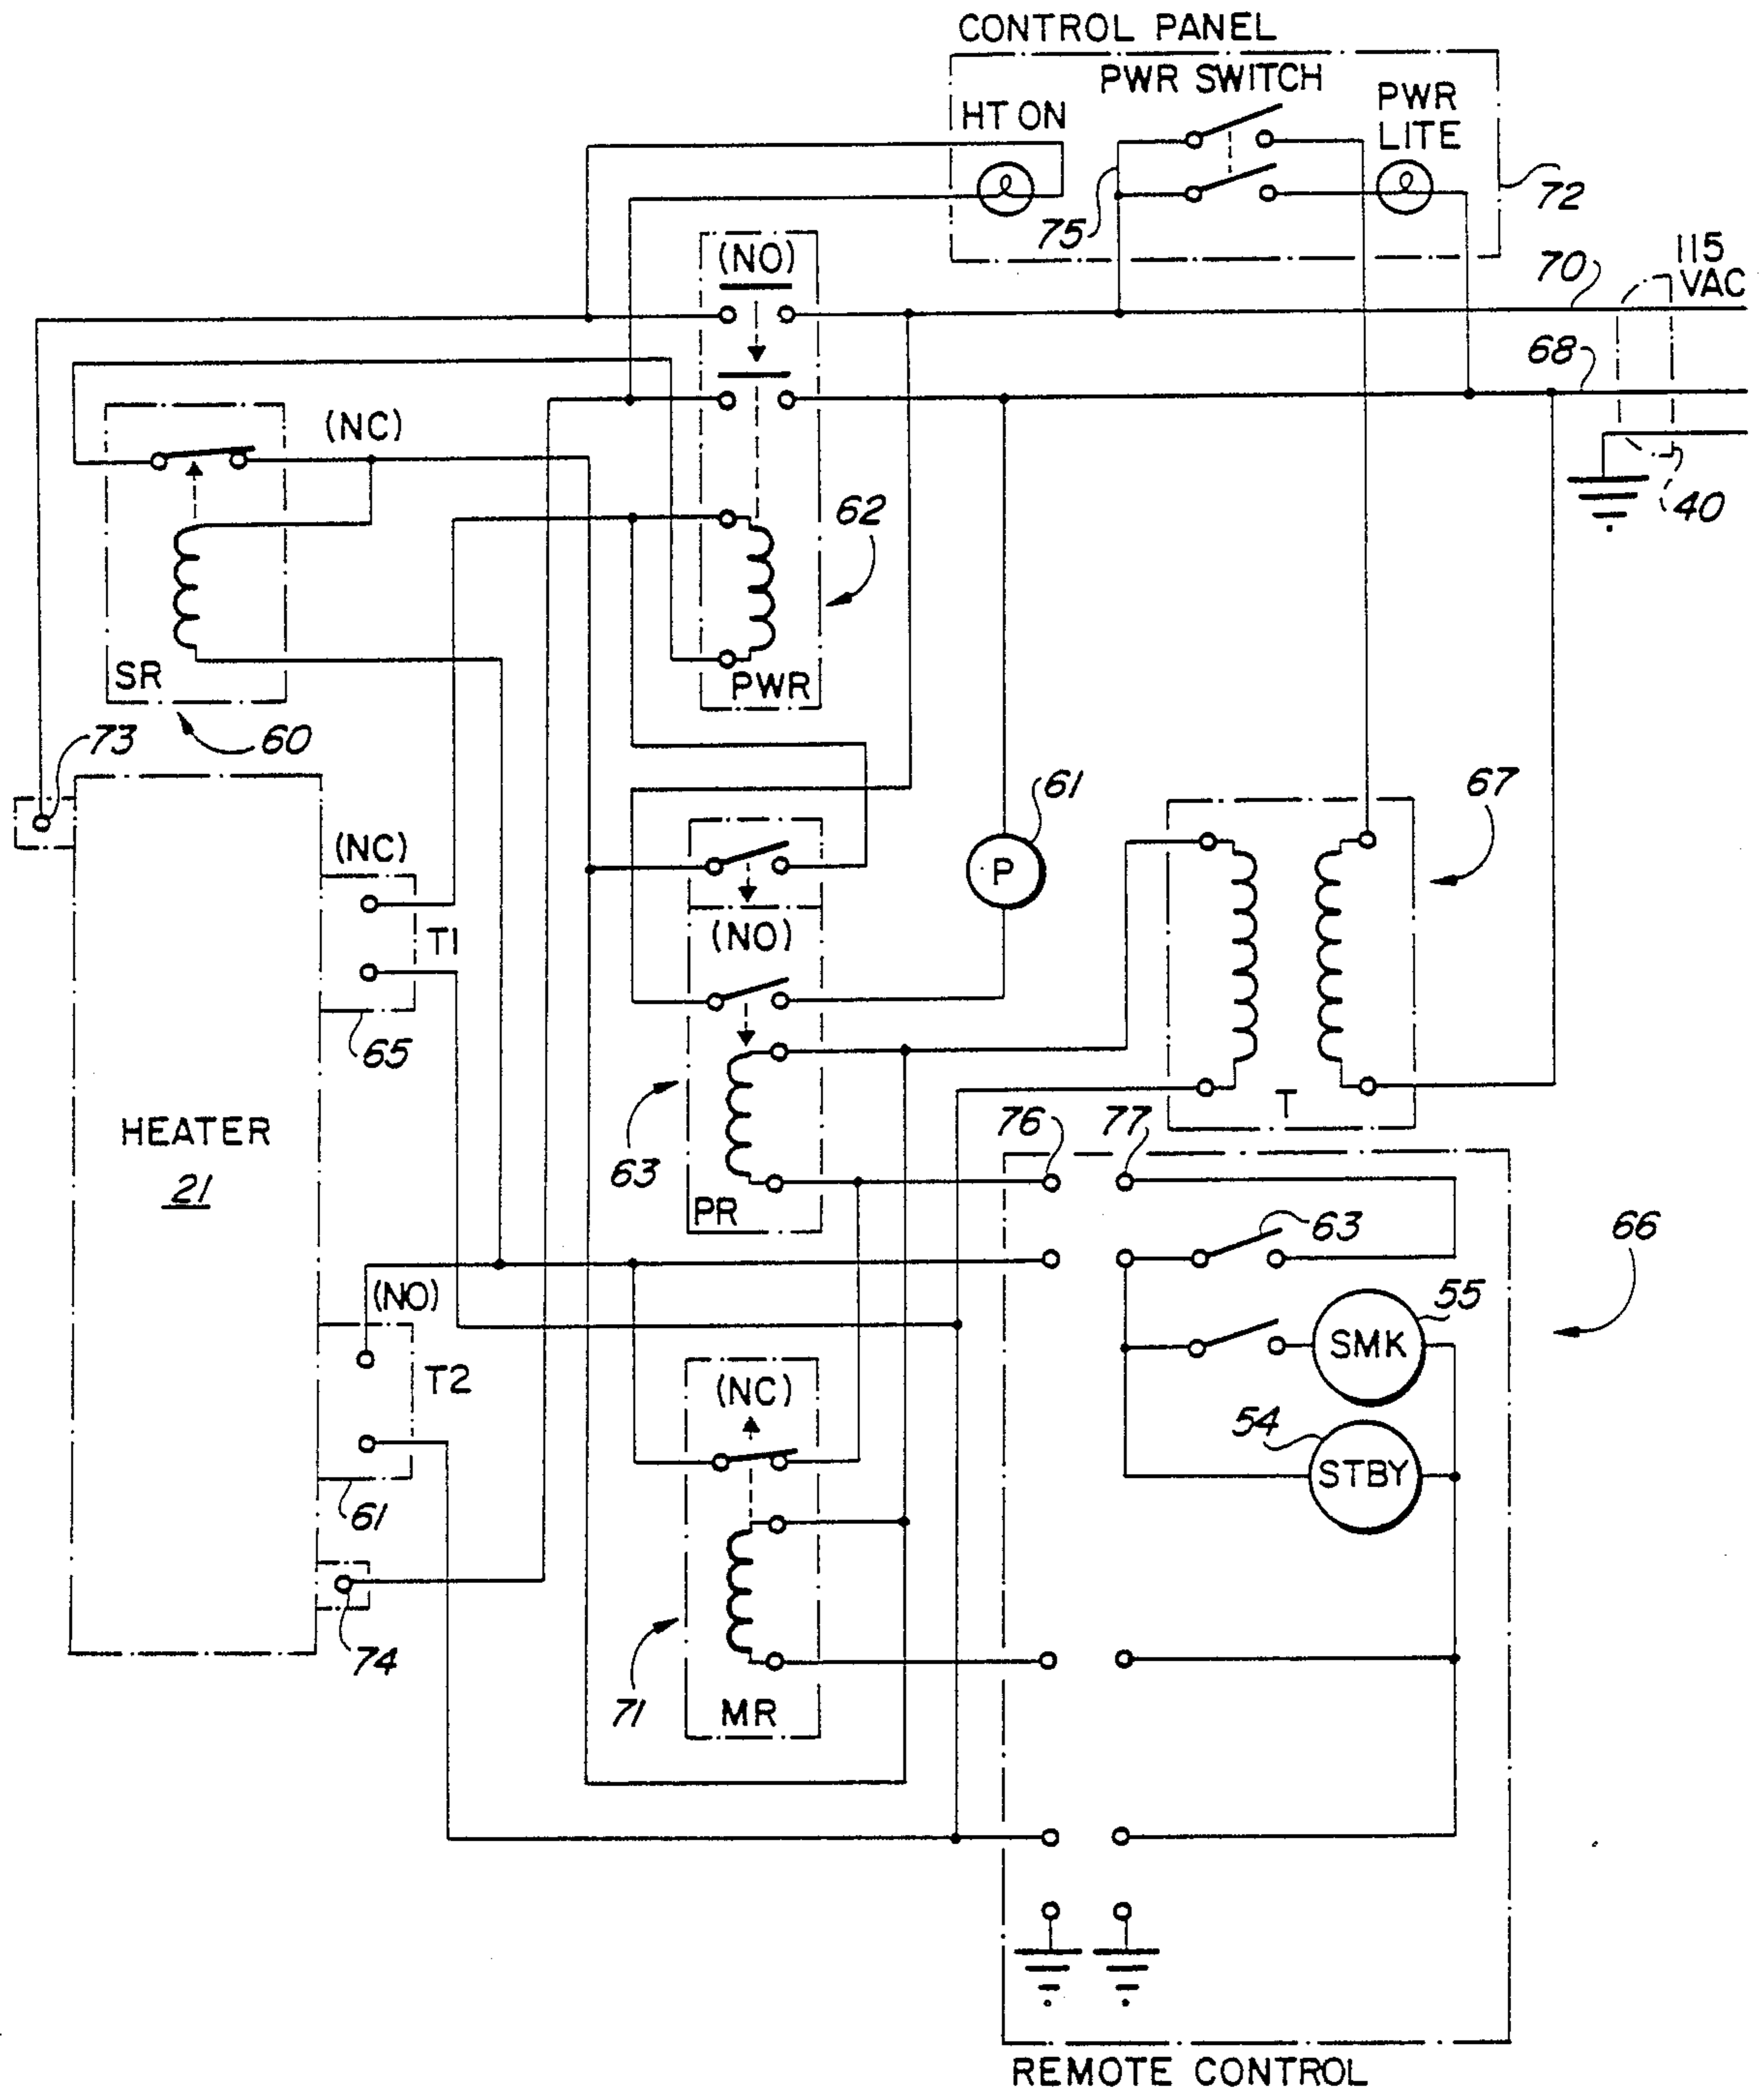 CONTROL PANEL
PWR SWITCH
HT ON
PWR
LITE
75
72
115
VAC
70
68
40
(NO)
(NC)
62
SR
PWR
60
73
61
P
67
(NC)
T1
65
(NO)
63
PR
T
HEATER
21
76
77
63
66
55
SMK
54
STBY
(NO)
T2
61
74
(NC)
71
MR
REMOTE CONTROL